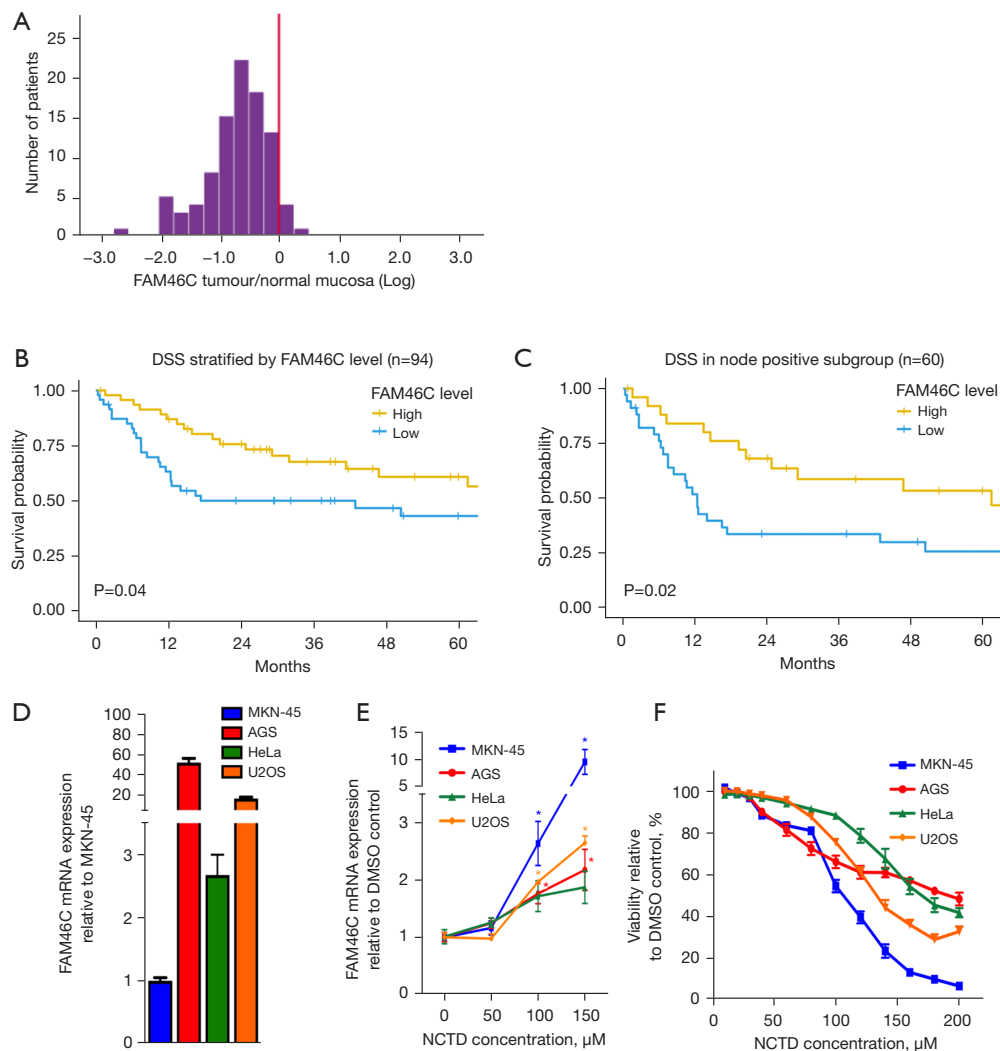 A
Number of patients
25
20
15
10
5
0
−3.0 −2.0 −1.0 0 1.0 2.0 3.0
FAM46C tumour/normal mucosa (Log)
B
DSS stratified by FAM46C level (n=94)
FAM46C level
High
Low
Survival probability
1.00
0.75
0.50
0.25
0.00
P=0.04
0 12 24 36 48 60
Months
C
DSS in node positive subgroup (n=60)
FAM46C level
High
Low
Survival probability
1.00
0.75
0.50
0.25
0.00
P=0.02
0 12 24 36 48 60
Months
D
FAM46C mRNA expression
relative to MKN-45
100
80
60
40
20
3
2
1
0
MKN-45
AGS
HeLa
U2OS
E
FAM46C mRNA expression
relative to DMSO control
15
10
5
3
2
1
0
MKN-45
AGS
HeLa
U2OS
*
*
*
*
*
*
0 50 100 150
NCTD concentration, µM
F
Viability relative
to DMSO control, %
120
100
80
60
40
20
0
MKN-45
AGS
HeLa
U2OS
0 50 100 150 200
NCTD concentration, µM